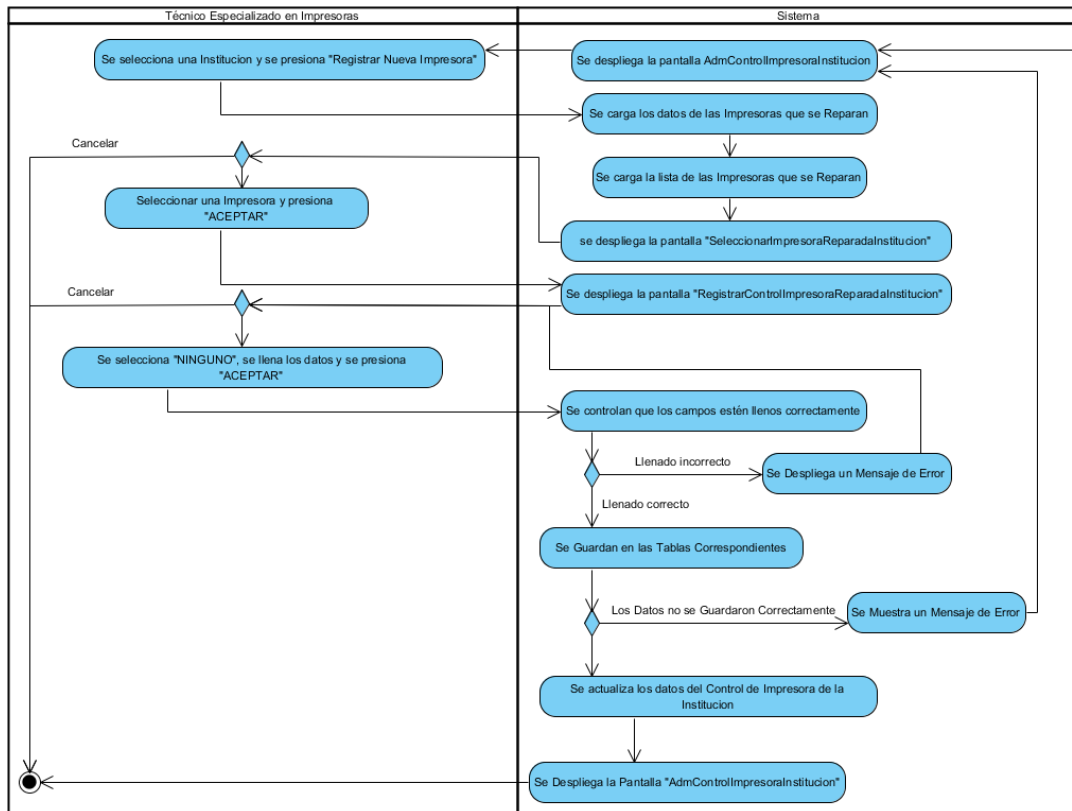 Técnico Especializado en Impresoras
Sistema
Se selecciona una Institucion y se presiona "Registrar Nueva Impresora"
Se despliega la pantalla AdmControlImpresoraInstitucion
Se carga los datos de las Impresoras que se Reparan
Cancelar
Se carga la lista de las Impresoras que se Reparan
Seleccionar una Impresora y presiona
"ACEPTAR"
se despliega la pantalla "SeleccionarImpresoraReparadaInstitucion"
Cancelar
Se despliega la pantalla "RegistrarControlImpresoraReparadaInstitucion"
Se selecciona "NINGUNO", se llena los datos y se presiona
"ACEPTAR"
Se controlan que los campos estén llenos correctamente
Llenado incorrecto
Se Despliega un Mensaje de Error
Llenado correcto
Se Guardan en las Tablas Correspondientes
Los Datos no se Guardaron Correctamente
Se Muestra un Mensaje de Error
Se actualiza los datos del Control de Impresora de la
Institucion
Se Despliega la Pantalla "AdmControlImpresoraInstitucion"